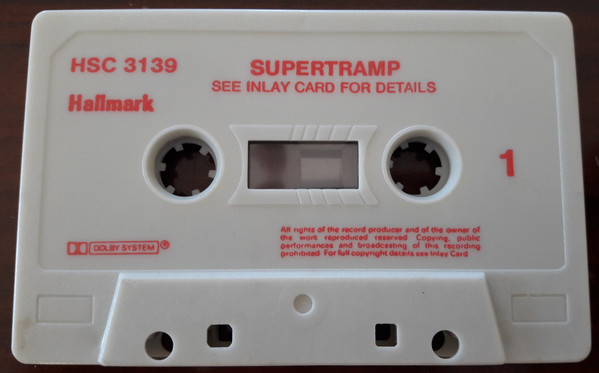 HSC 3139
SUPERTRAMP
SEE INLAY CARD FOR DETAILS
Hallmark
1
All rights of the record producer and of the owner of
the work reproduced reserved Copying, public
performances and broadcasting of this recording
prohibited For full copyright details see Inlay Card
DOLBY SYSTEM ®